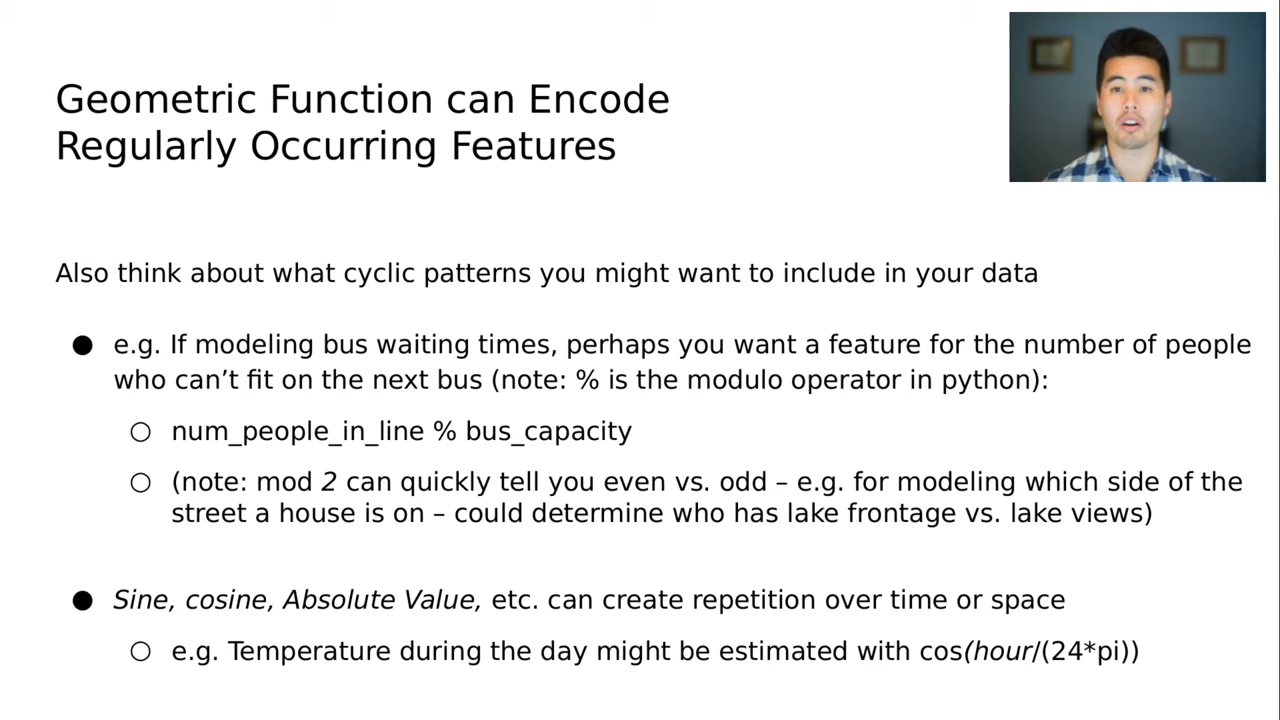 Geometric Function can Encode
Regularly Occurring Features
Also think about what cyclic patterns you might want to include in your data
● e.g. If modeling bus waiting times, perhaps you want a feature for the number of people
who can’t fit on the next bus (note: % is the modulo operator in python):
○ num_people_in_line % bus_capacity
○ (note: mod 2 can quickly tell you even vs. odd – e.g. for modeling which side of the
street a house is on – could determine who has lake frontage vs. lake views)
● Sine, cosine, Absolute Value, etc. can create repetition over time or space
○ e.g. Temperature during the day might be estimated with cos(hour/(24*pi))